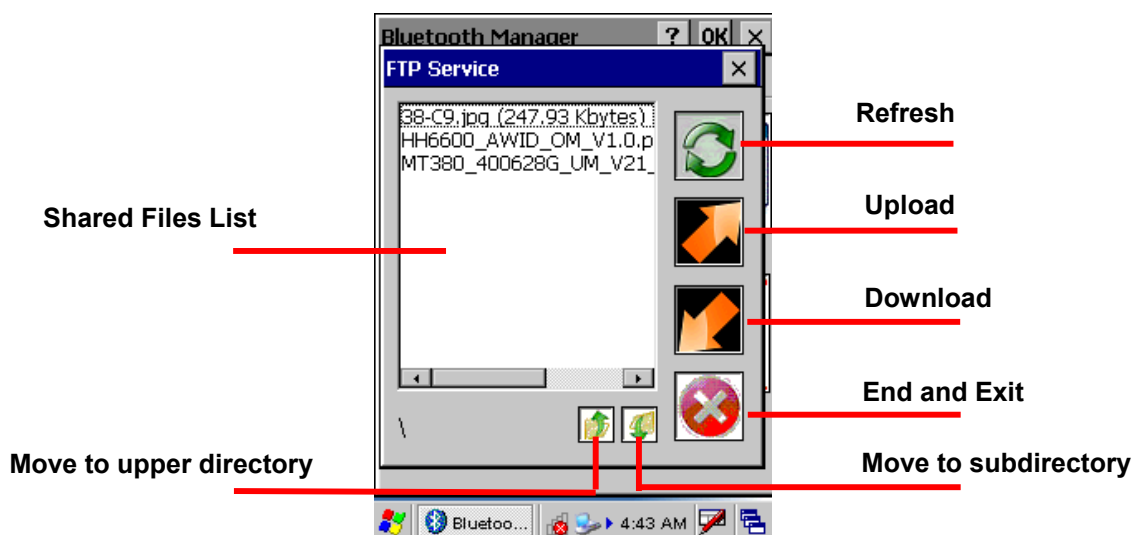 Bluetooth Manager ? OK ×
FTP Service ×
38-C9.jpg (247.93 Kbytes)
HH6600_AWID_OM_V1.0.p
MT380_400628G_UM_V21_
Refresh
Shared Files List
Upload
Download
End and Exit
\
Move to upper directory
Move to subdirectory
Bluetoo... 4:43 AM